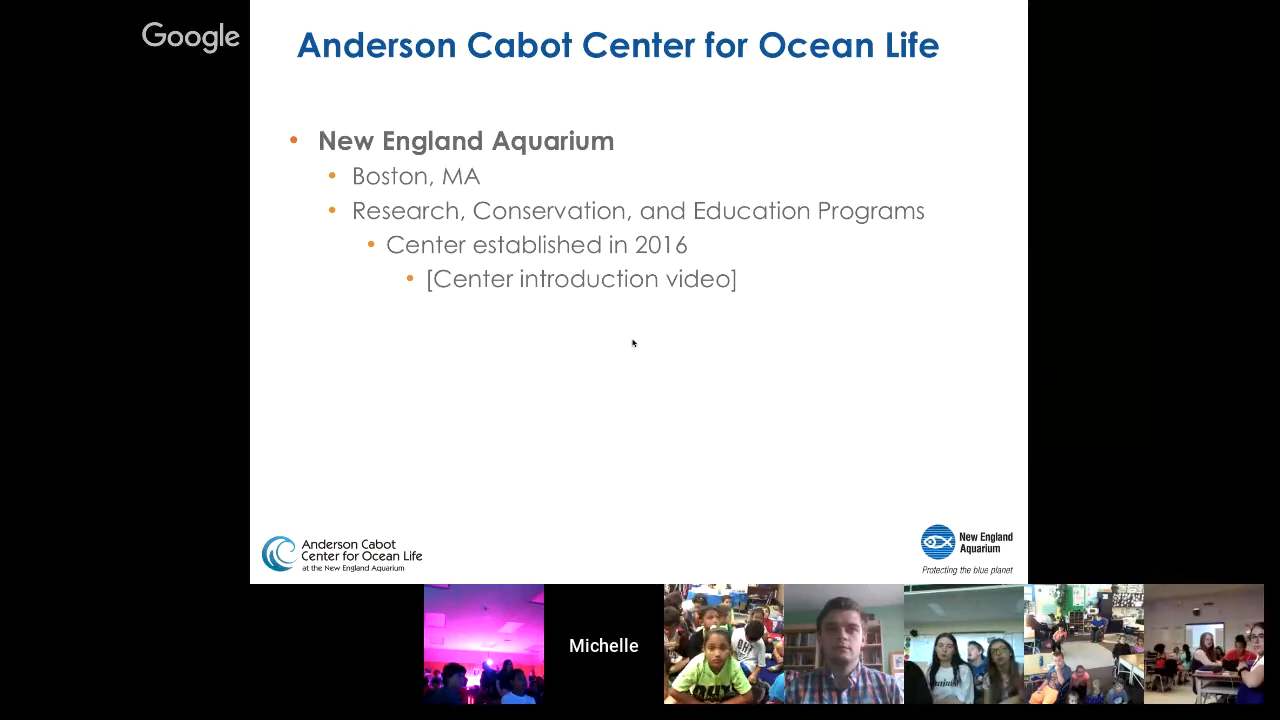 Google
Anderson Cabot Center for Ocean Life
• New England Aquarium
• Boston, MA
• Research, Conservation, and Education Programs
• Center established in 2016
• [Center introduction video]
Anderson Cabot
Center for Ocean Life
at the New England Aquarium
New England
Aquarium
Protecting the blue planet
Michelle